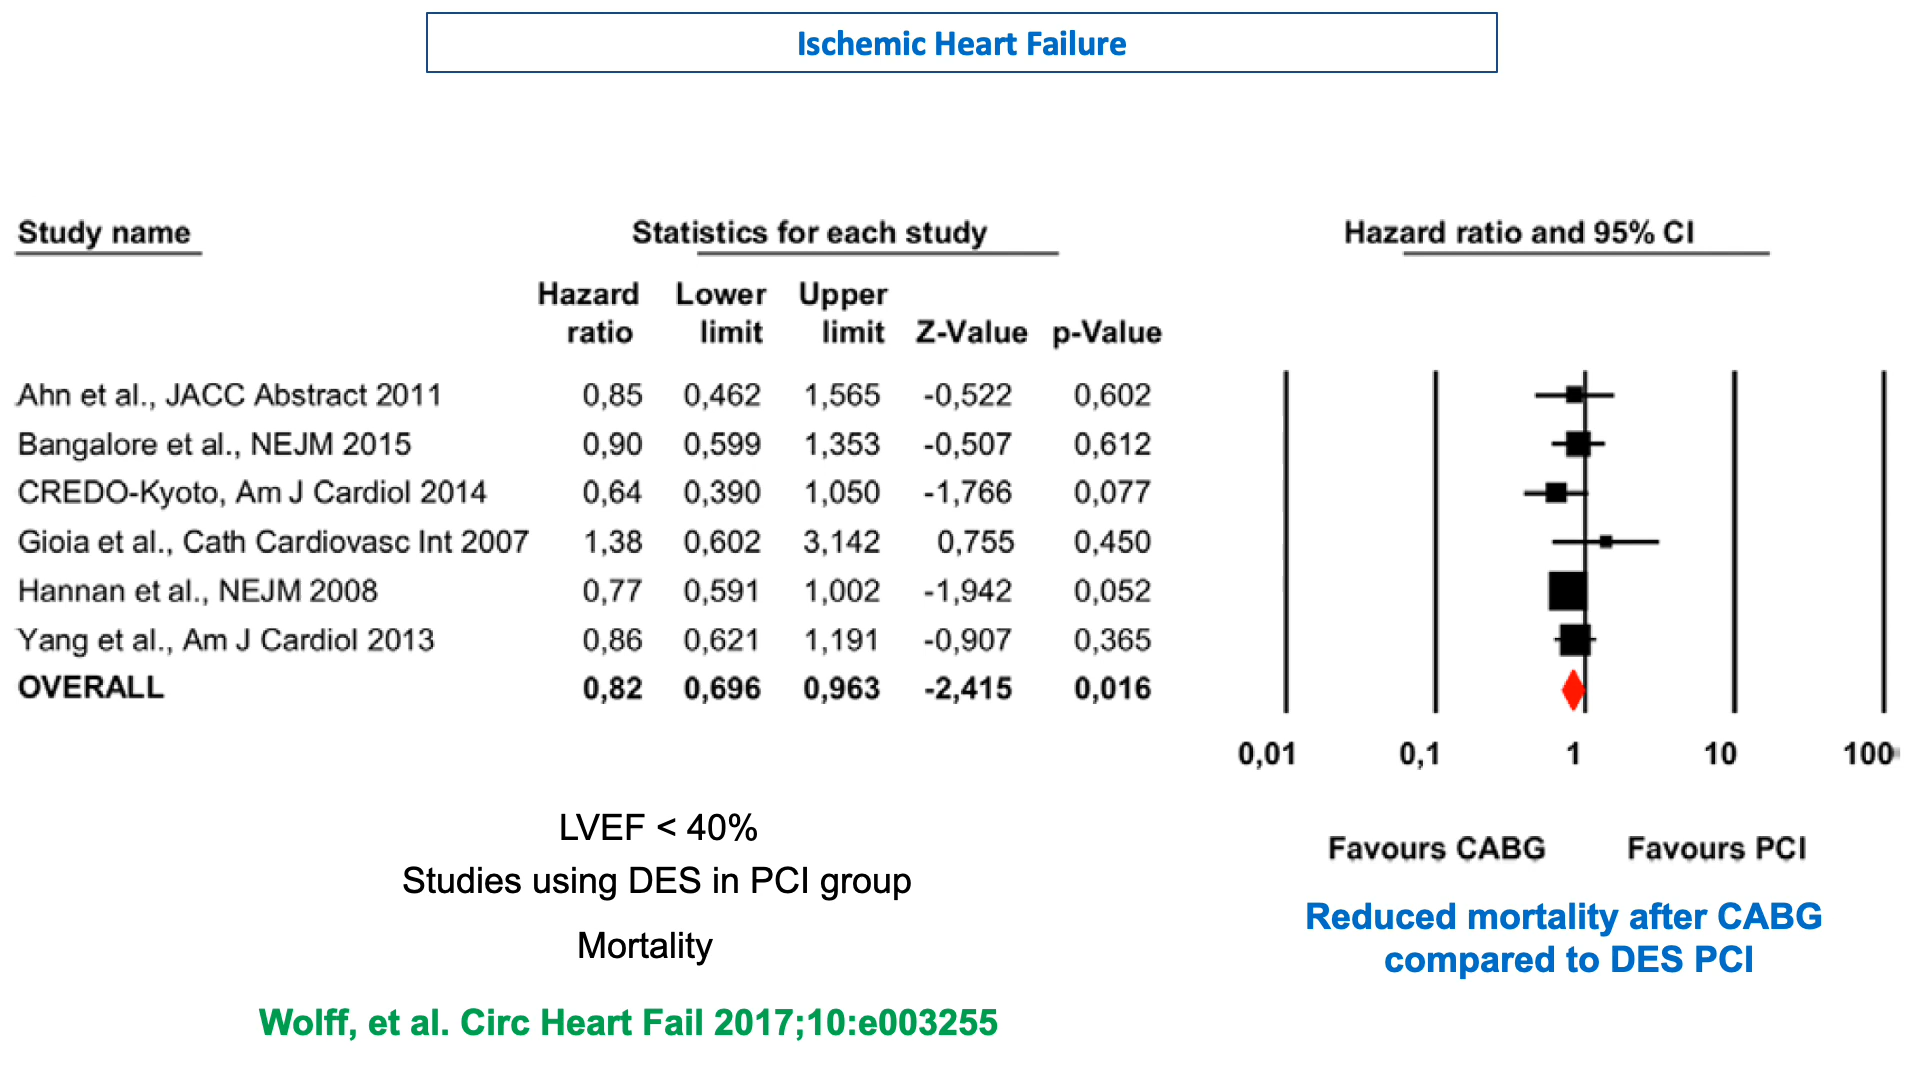 Ischemic Heart Failure
Study name
Statistics for each study
Hazard ratio and 95% CI
Hazard ratio
Lower limit
Upper limit
Z-Value
p-Value
Ahn et al., JACC Abstract 2011 0,85 0,462 1,565 -0,522 0,602
Bangalore et al., NEJM 2015 0,90 0,599 1,353 -0,507 0,612
CREDO-Kyoto, Am J Cardiol 2014 0,64 0,390 1,050 -1,766 0,077
Gioia et al., Cath Cardiovasc Int 2007 1,38 0,602 3,142 0,755 0,450
Hannan et al., NEJM 2008 0,77 0,591 1,002 -1,942 0,052
Yang et al., Am J Cardiol 2013 0,86 0,621 1,191 -0,907 0,365
OVERALL 0,82 0,696 0,963 -2,415 0,016
0,01 0,1 1 10 100
Favours CABG Favours PCI
LVEF < 40%
Studies using DES in PCI group
Mortality
Reduced mortality after CABG
compared to DES PCI
Wolff, et al. Circ Heart Fail 2017;10:e003255